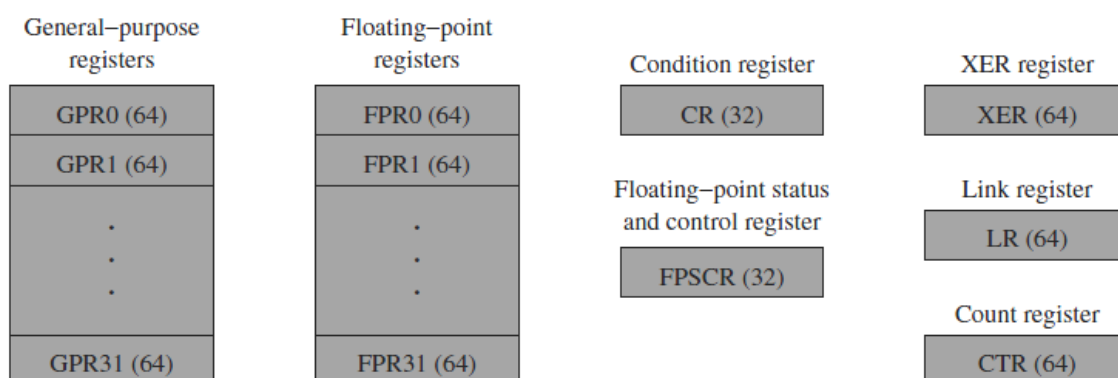 General−purpose
registers
GPR0 (64)
GPR1 (64)
.
.
.
GPR31 (64)
Floating−point
registers
FPR0 (64)
FPR1 (64)
.
.
.
FPR31 (64)
Condition register
CR (32)
Floating−point status
and control register
FPSCR (32)
XER register
XER (64)
Link register
LR (64)
Count register
CTR (64)